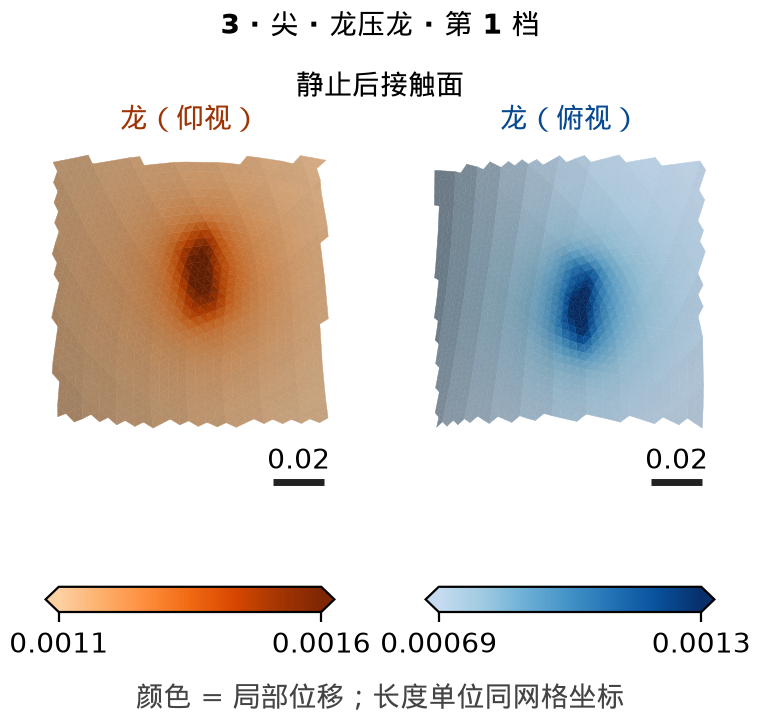 3 · 尖 · 龙压龙 · 第 1 档
静止后接触面
龙（仰视）
龙（俯视）
0.02
0.02
0.0011
0.0016
0.00069
0.0013
颜色 = 局部位移；长度单位同网格坐标